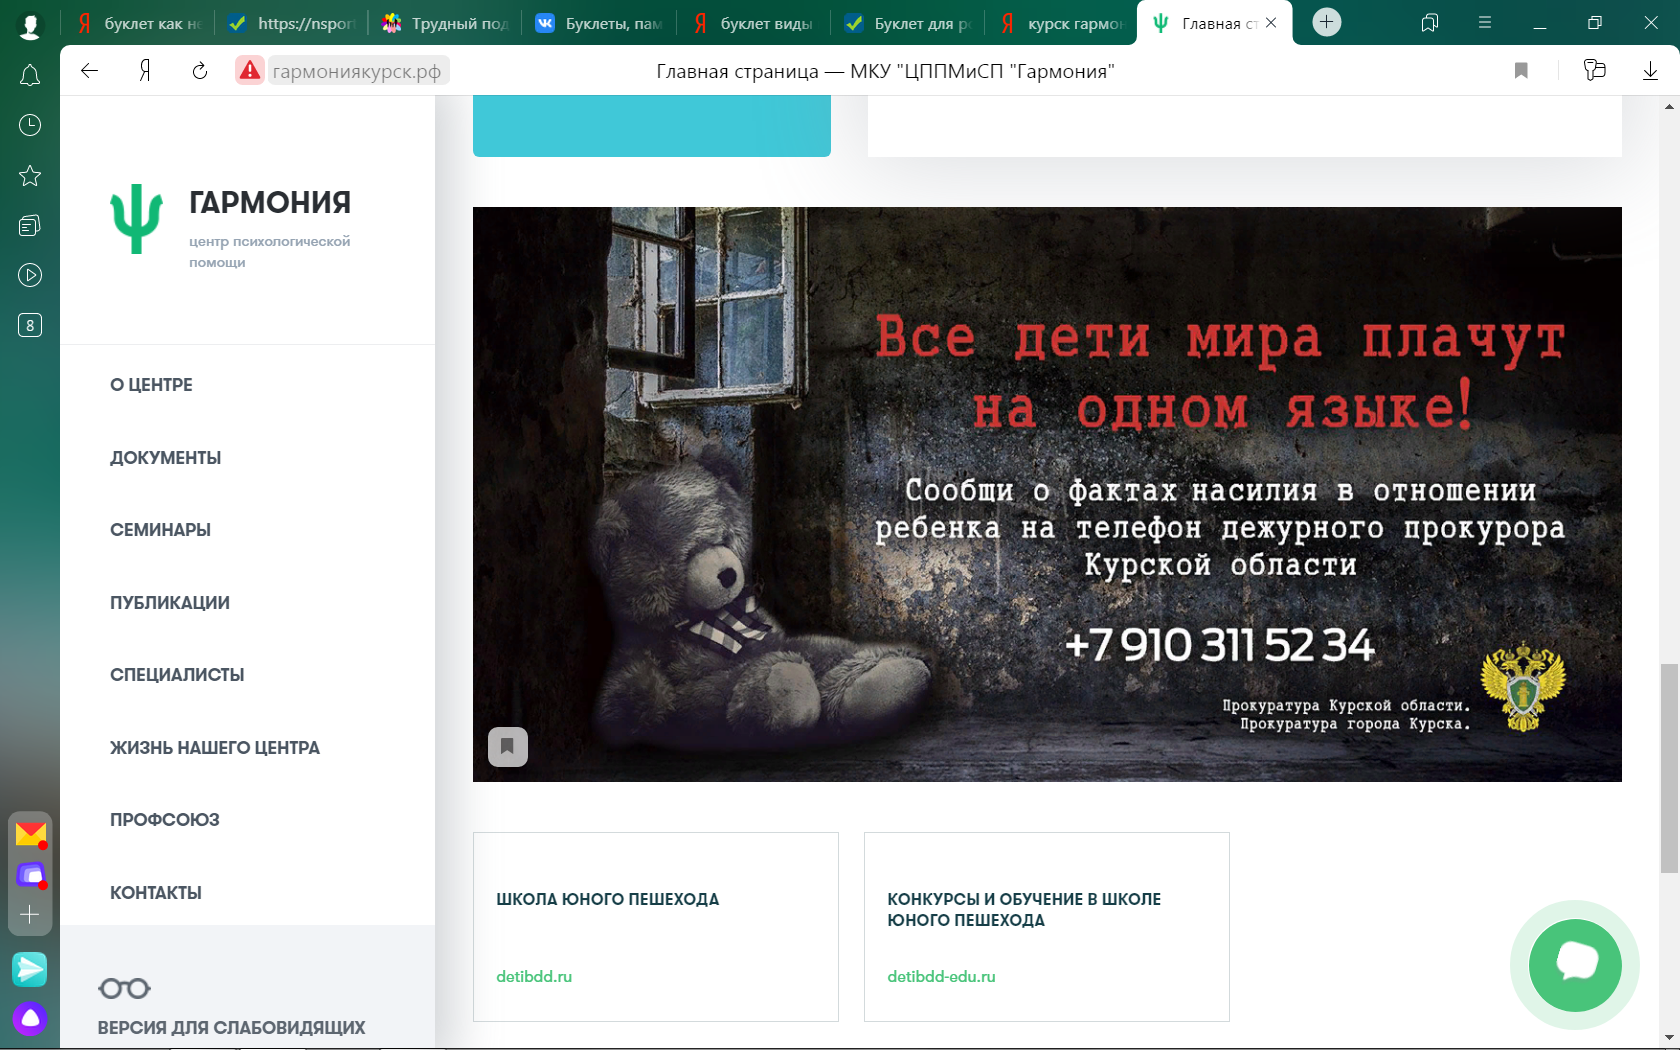 буклет как не
https://nsport
Трудный под
Буклеты, пам
буклет виды
Буклет для ро
курск гармон
Главная ст
гармониякурск.рф
Главная страница — МКУ "ЦППМиСП "Гармония"
8
ГАРМОНИЯ
центр психологической
помощи
О ЦЕНТРЕ
ДОКУМЕНТЫ
СЕМИНАРЫ
ПУБЛИКАЦИИ
СПЕЦИАЛИСТЫ
ЖИЗНЬ НАШЕГО ЦЕНТРА
ПРОФСОЮЗ
КОНТАКТЫ
ВЕРСИЯ ДЛЯ СЛАБОВИДЯЩИХ
Все дети мира плачут
на одном языке!
Сообщи о фактах насилия в отношении
ребенка на телефон дежурного прокурора
Курской области
+7 910 311 52 34
Прокуратура Курской области.
Прокуратура города Курска.
ШКОЛА ЮНОГО ПЕШЕХОДА
detibdd.ru
КОНКУРСЫ И ОБУЧЕНИЕ В ШКОЛЕ
ЮНОГО ПЕШЕХОДА
detibdd-edu.ru